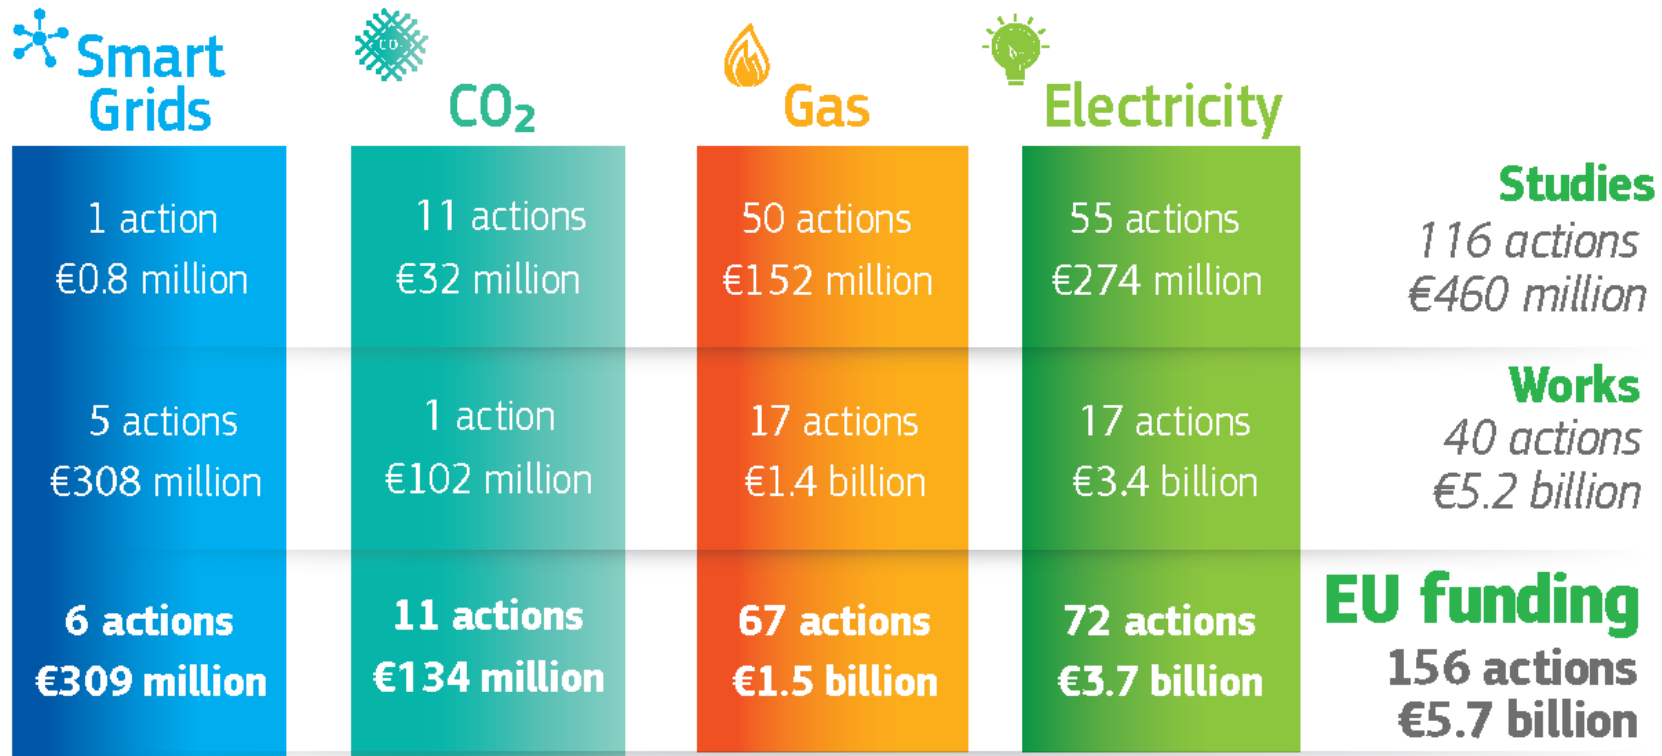 Smart
Grids
CO
CO₂
Gas
Electricity
1 action
€0.8 million
11 actions
€32 million
50 actions
€152 million
55 actions
€274 million
Studies
116 actions
€460 million
5 actions
€308 million
1 action
€102 million
17 actions
€1.4 billion
17 actions
€3.4 billion
Works
40 actions
€5.2 billion
6 actions
€309 million
11 actions
€134 million
67 actions
€1.5 billion
72 actions
€3.7 billion
EU funding
156 actions
€5.7 billion